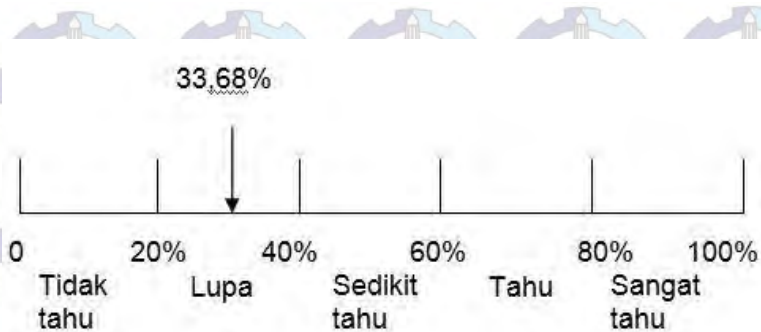 33,68%
0 20% 40% 60% 80% 100%
Tidak Lupa Sedikit Tahu Sangat
tahu tahu tahu